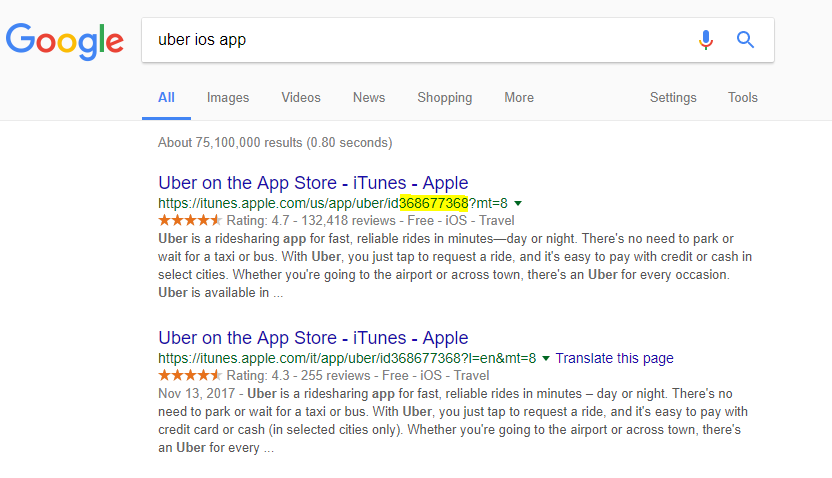 Google
uber ios app
All Images Videos News Shopping More Settings Tools
About 75,100,000 results (0.80 seconds)
Uber on the App Store - iTunes - Apple
https://itunes.apple.com/us/app/uber/id368677368?mt=8
Rating: 4.7 - 132,418 reviews - Free - iOS - Travel
Uber is a ridesharing app for fast, reliable rides in minutes—day or night. There's no need to park or
wait for a taxi or bus. With Uber, you just tap to request a ride, and it's easy to pay with credit or cash in
select cities. Whether you're going to the airport or across town, there's an Uber for every occasion.
Uber is available in ...
Uber on the App Store - iTunes - Apple
https://itunes.apple.com/it/app/uber/id368677368?l=en&mt=8 Translate this page
Rating: 4.3 - 255 reviews - Free - iOS - Travel
Nov 13, 2017 - Uber is a ridesharing app for fast, reliable rides in minutes – day or night. There's no
need to park or wait for a taxi or bus. With Uber, you just tap to request a ride, and it's easy to pay with
credit card or cash (in selected cities only). Whether you're going to the airport or across town, there's
an Uber for every ...